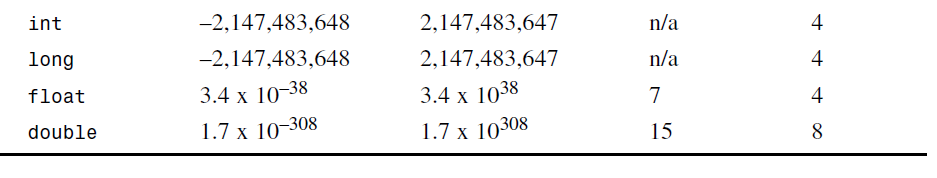 int –2,147,483,648 2,147,483,647 n/a 4
long –2,147,483,648 2,147,483,647 n/a 4
float 3.4 x 10⁻³⁸ 3.4 x 10³⁸ 7 4
double 1.7 x 10⁻³⁰⁸ 1.7 x 10³⁰⁸ 15 8